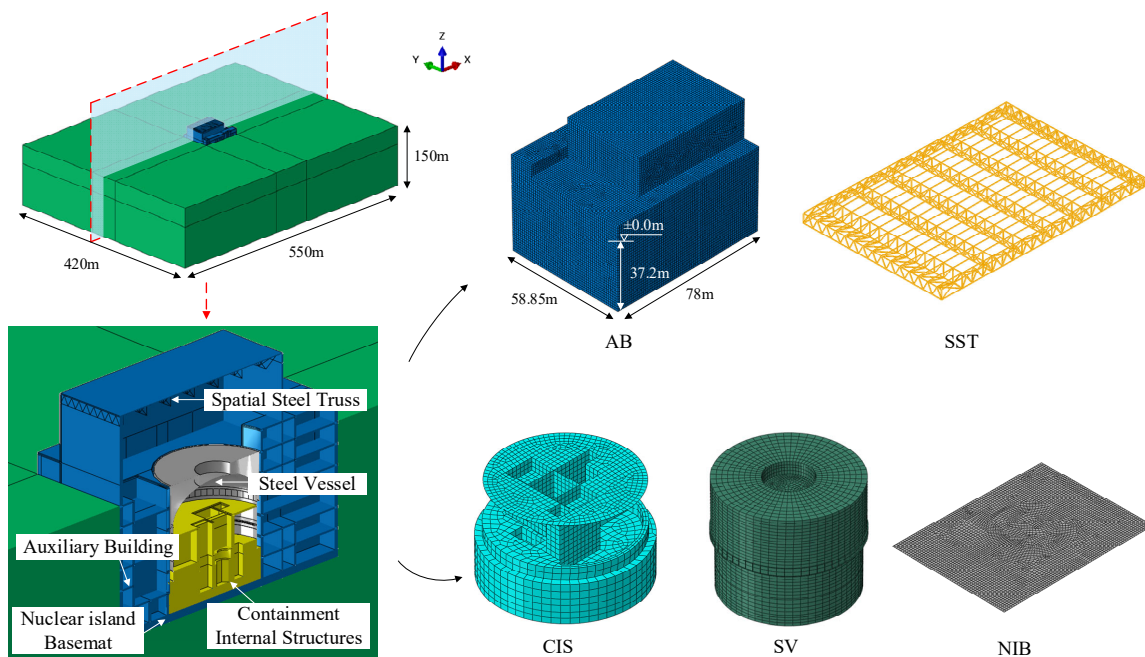 Z
Y
X
150m
420m
550m
±0.0m
37.2m
58.85m
78m
AB
SST
Spatial Steel Truss
Steel Vessel
Auxiliary Building
Nuclear island
Basemat
Containment
Internal Structures
CIS
SV
NIB